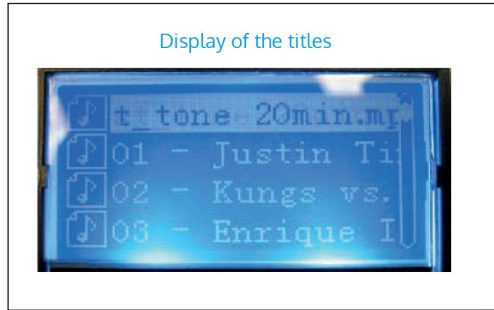 Display of the titles
t_tone 20min.mp
01 - Justin Ti
02 - Kungs vs.
03 - Enrique I